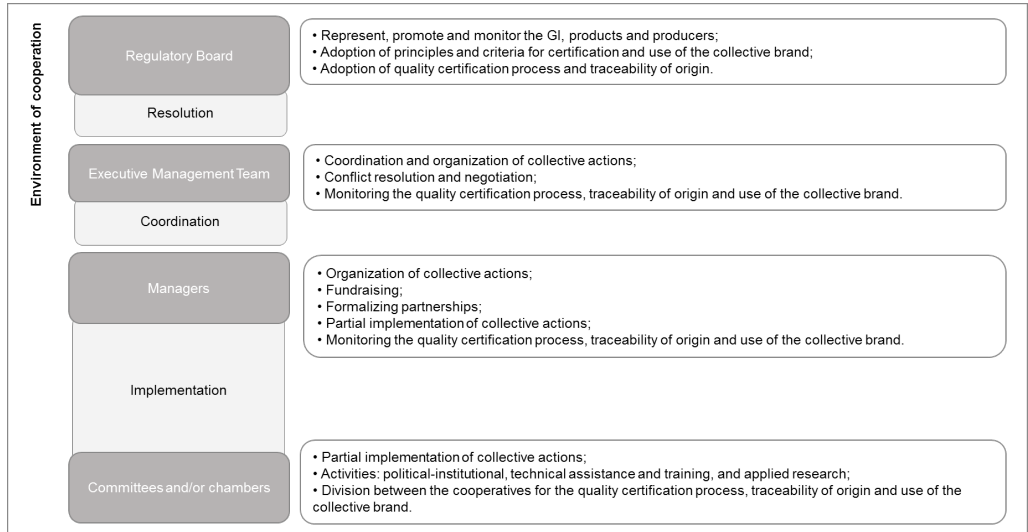 Environment of cooperation
Regulatory Board
• Represent, promote and monitor the GI, products and producers;
• Adoption of principles and criteria for certification and use of the collective brand;
• Adoption of quality certification process and traceability of origin.
Resolution
Executive Management Team
• Coordination and organization of collective actions;
• Conflict resolution and negotiation;
• Monitoring the quality certification process, traceability of origin and use of the collective brand.
Coordination
Managers
• Organization of collective actions;
• Fundraising;
• Formalizing partnerships;
• Partial implementation of collective actions;
• Monitoring the quality certification process, traceability of origin and use of the collective brand.
Implementation
Committees and/or chambers
• Partial implementation of collective actions;
• Activities: political-institutional, technical assistance and training, and applied research;
• Division between the cooperatives for the quality certification process, traceability of origin and use of the
collective brand.